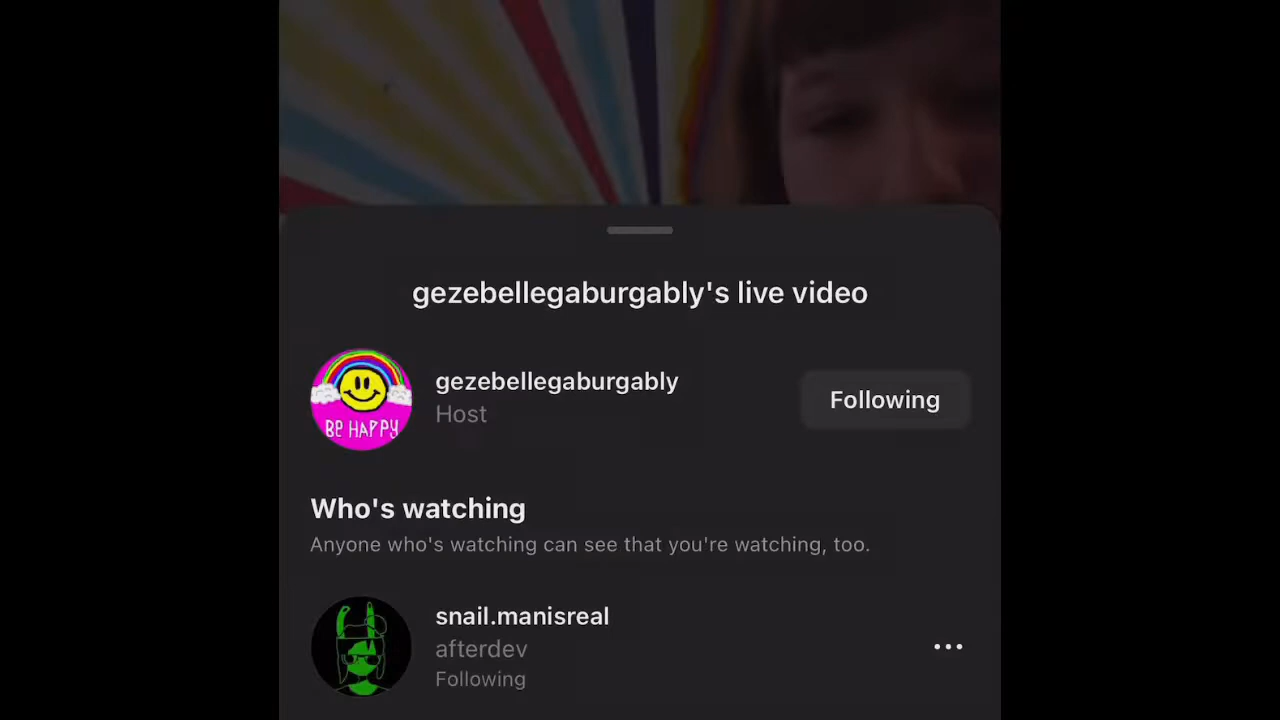 gezebellegaburgably's live video
BE HAPPY
gezebellegaburgably
Host
Following
Who's watching
Anyone who's watching can see that you're watching, too.
snail.manisreal
afterdev
Following